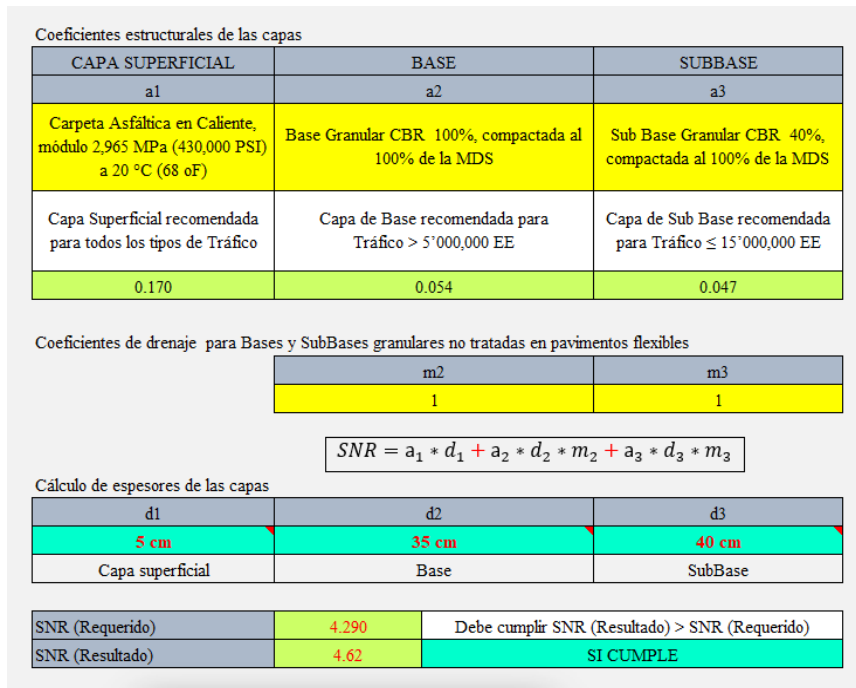 Coeficientes estructurales de las capas
CAPA SUPERFICIAL BASE SUBBASE
a1 a2 a3
Carpeta Asfáltica en Caliente, módulo 2,965 MPa (430,000 PSI) a 20 °C (68 oF)
Base Granular CBR 100%, compactada al 100% de la MDS
Sub Base Granular CBR 40%, compactada al 100% de la MDS
Capa Superficial recomendada para todos los tipos de Tráfico
Capa de Base recomendada para Tráfico > 5’000,000 EE
Capa de Sub Base recomendada para Tráfico ≤ 15’000,000 EE
0.170 0.054 0.047
Coeficientes de drenaje para Bases y SubBases granulares no tratadas en pavimentos flexibles
m2 m3
1 1
SNR = a₁ * d₁ + a₂ * d₂ * m₂ + a₃ * d₃ * m₃
Cálculo de espesores de las capas
d1 d2 d3
5 cm 35 cm 40 cm
Capa superficial Base SubBase
SNR (Requerido) 4.290 Debe cumplir SNR (Resultado) > SNR (Requerido)
SNR (Resultado) 4.62 SI CUMPLE